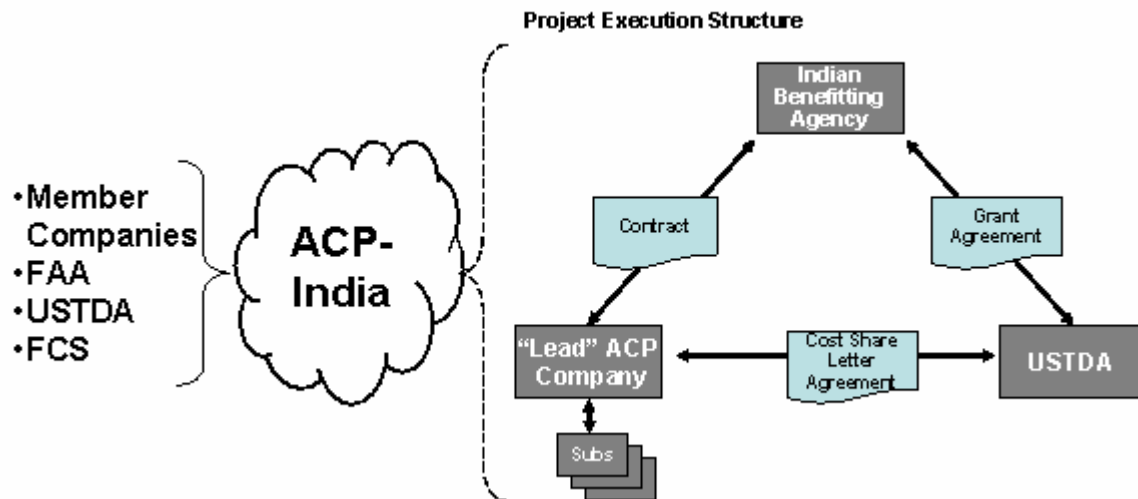 Project Execution Structure
Indian
Benefitting
Agency
•Member
Companies
•FAA
•USTDA
•FCS
ACP-
India
Contract
Grant
Agreement
“Lead” ACP
Company
Cost Share
Letter
Agreement
USTDA
Subs